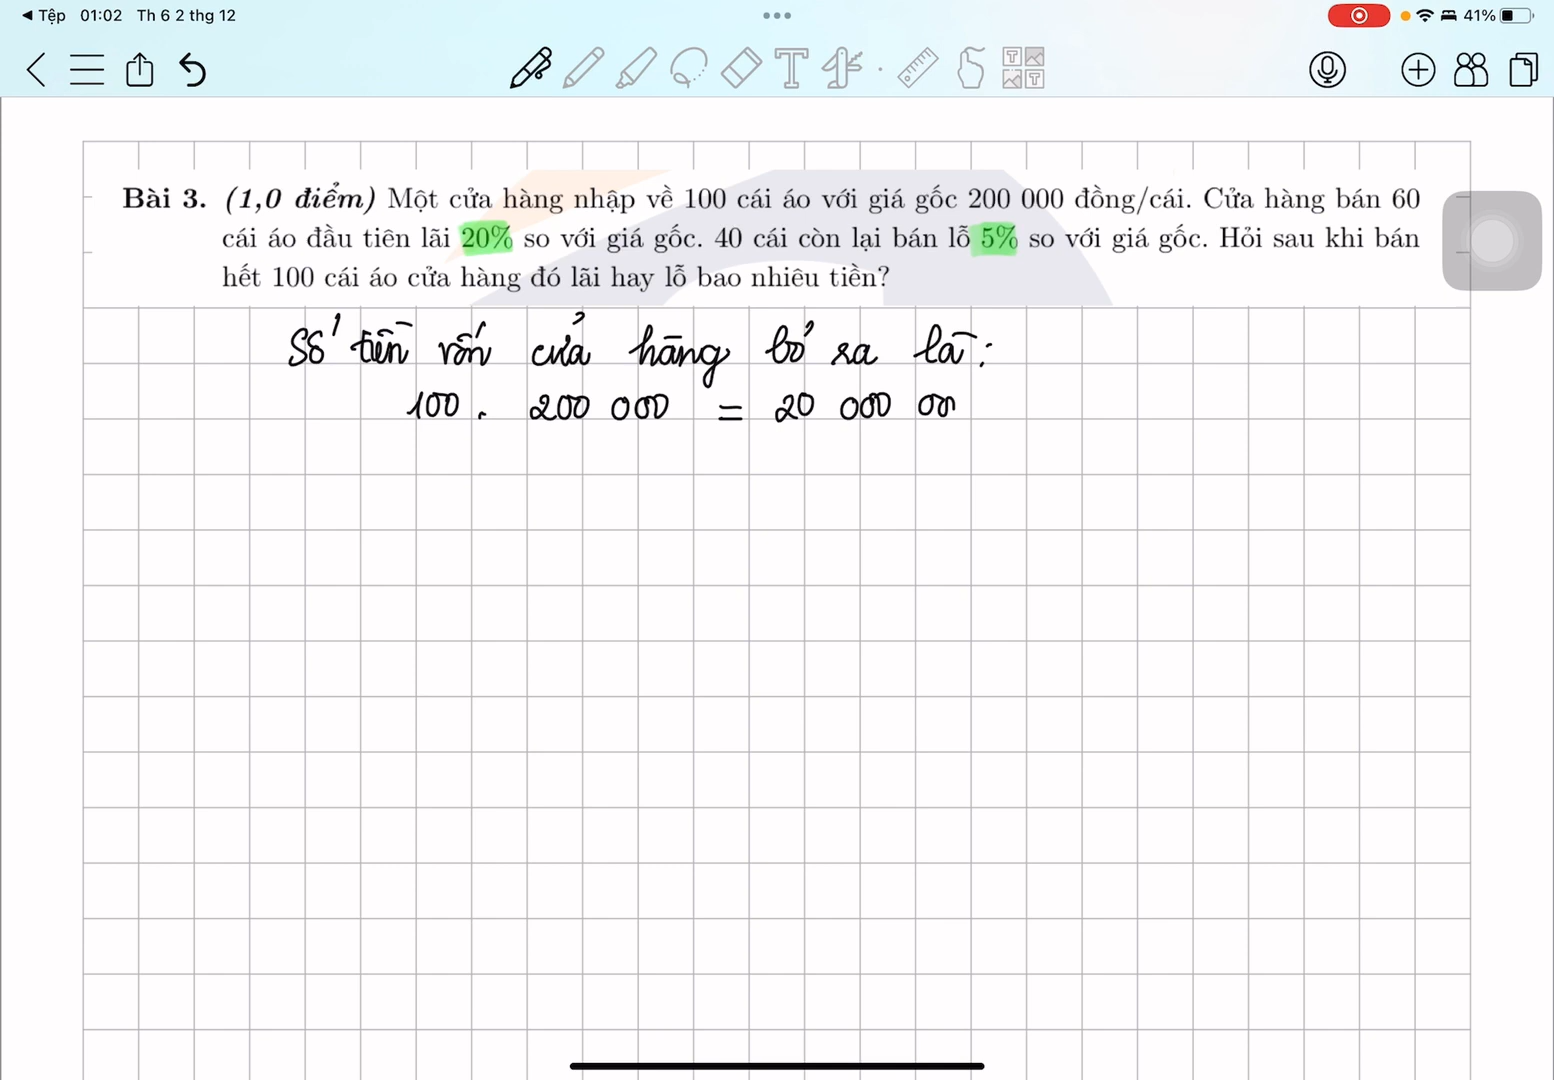 Tệp 01:02 Th 6 2 thg 12 41%
Bài 3. (1,0 điểm) Một cửa hàng nhập về 100 cái áo với giá gốc 200 000 đồng/cái. Cửa hàng bán 60
cái áo đầu tiên lãi 20% so với giá gốc. 40 cái còn lại bán lỗ 5% so với giá gốc. Hỏi sau khi bán
hết 100 cái áo cửa hàng đó lãi hay lỗ bao nhiêu tiền?
Số tiền vốn cửa hàng bỏ ra là:
100 . 200 000 = 20 000 00